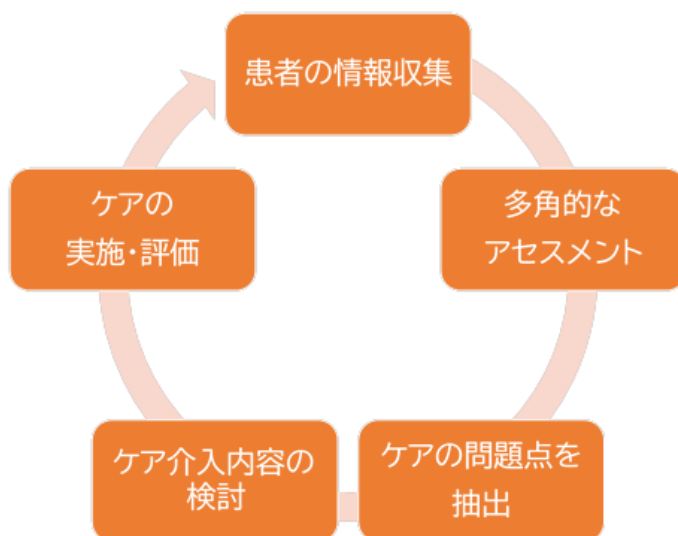 患者の情報収集
多角的な
アセスメント
ケアの問題点を
抽出
ケア介入内容の
検討
ケアの
実施・評価